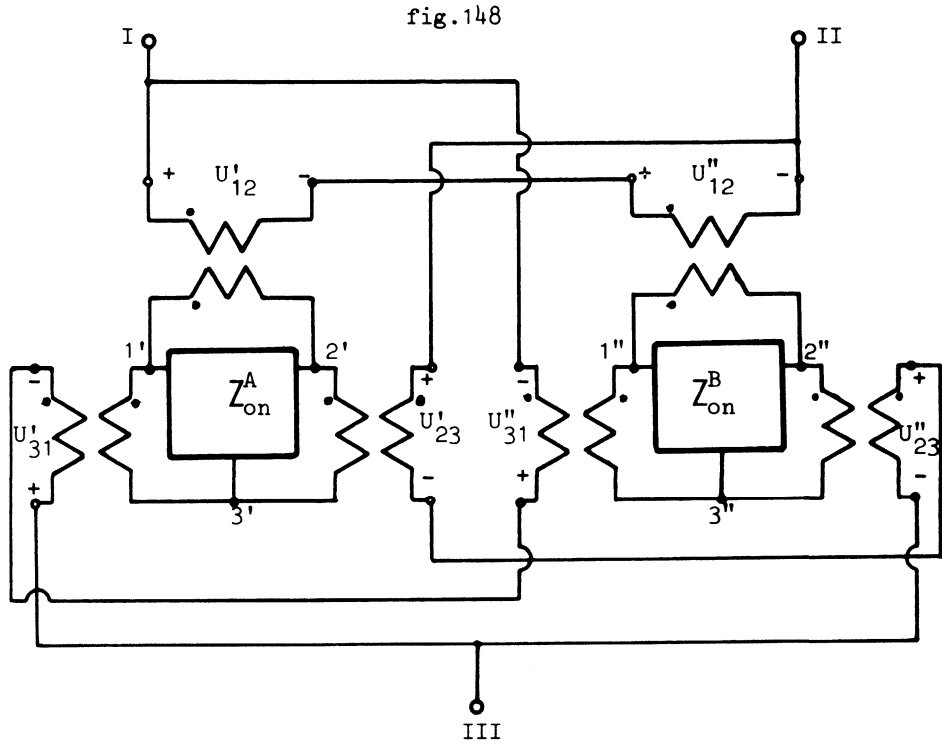 fig.148
I
II
+ U'₁₂ -
+ U"₁₂ -
1'
2'
1"
2"
Z^A_on
Z^B_on
-
U'₃₁
+
+
U'₂₃
-
-
U"₃₁
+
+
U"₂₃
-
3'
3"
III